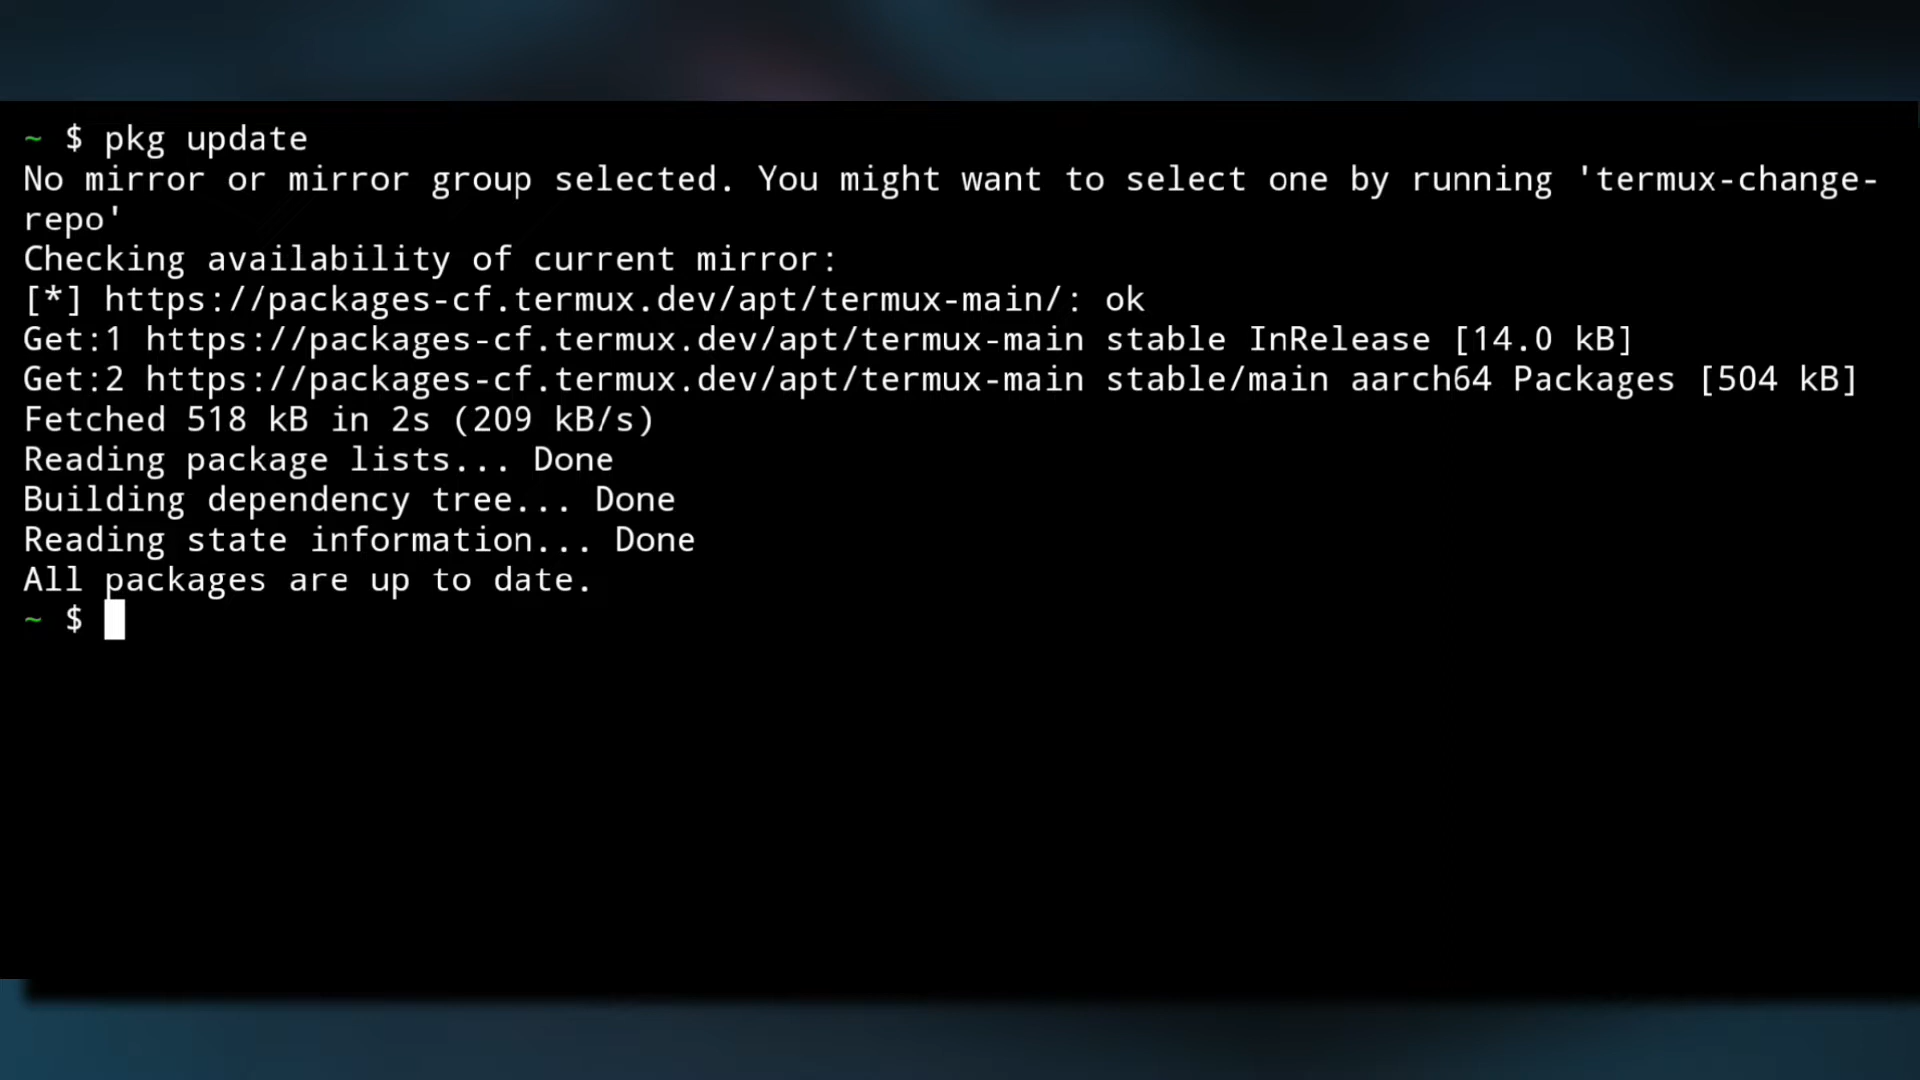 ~ $ pkg update
No mirror or mirror group selected. You might want to select one by running 'termux-change-
repo'
Checking availability of current mirror:
[*] https://packages-cf.termux.dev/apt/termux-main/: ok
Get:1 https://packages-cf.termux.dev/apt/termux-main stable InRelease [14.0 kB]
Get:2 https://packages-cf.termux.dev/apt/termux-main stable/main aarch64 Packages [504 kB]
Fetched 518 kB in 2s (209 kB/s)
Reading package lists... Done
Building dependency tree... Done
Reading state information... Done
All packages are up to date.
~ $